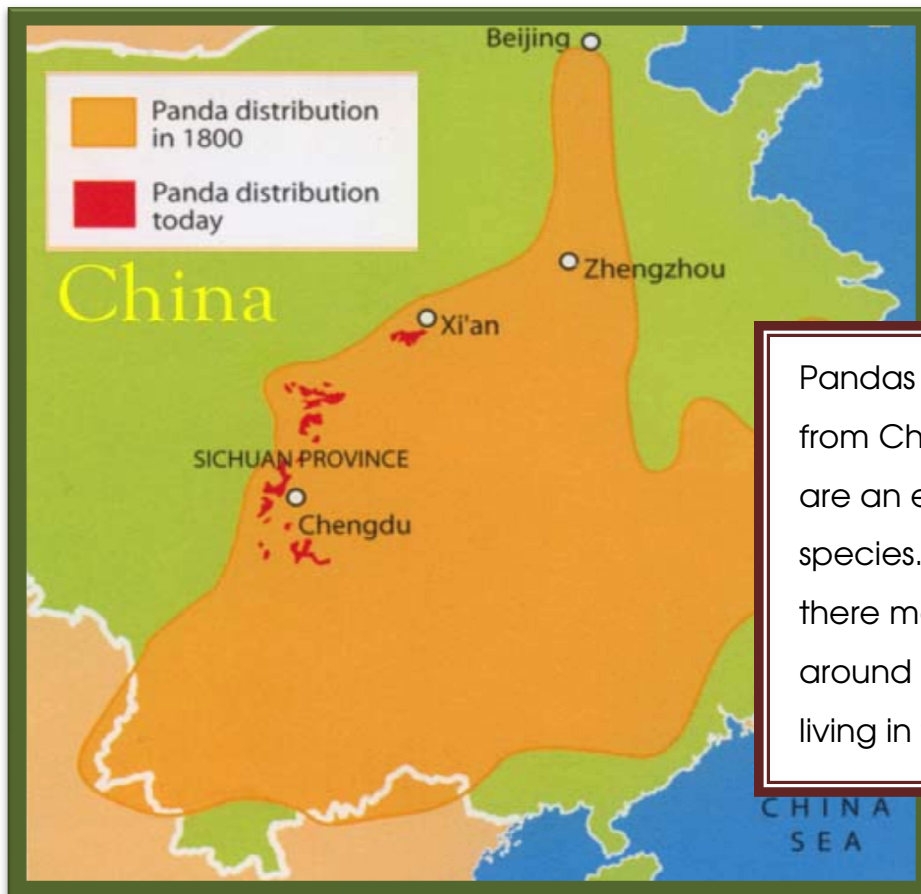 Beijing
Panda distribution
in 1800
Panda distribution
today
China
Zhengzhou
Xi'an
SICHUAN PROVINCE
Chengdu
Pandas
from
are an
species.
there
around
living in
CHINA
SEA